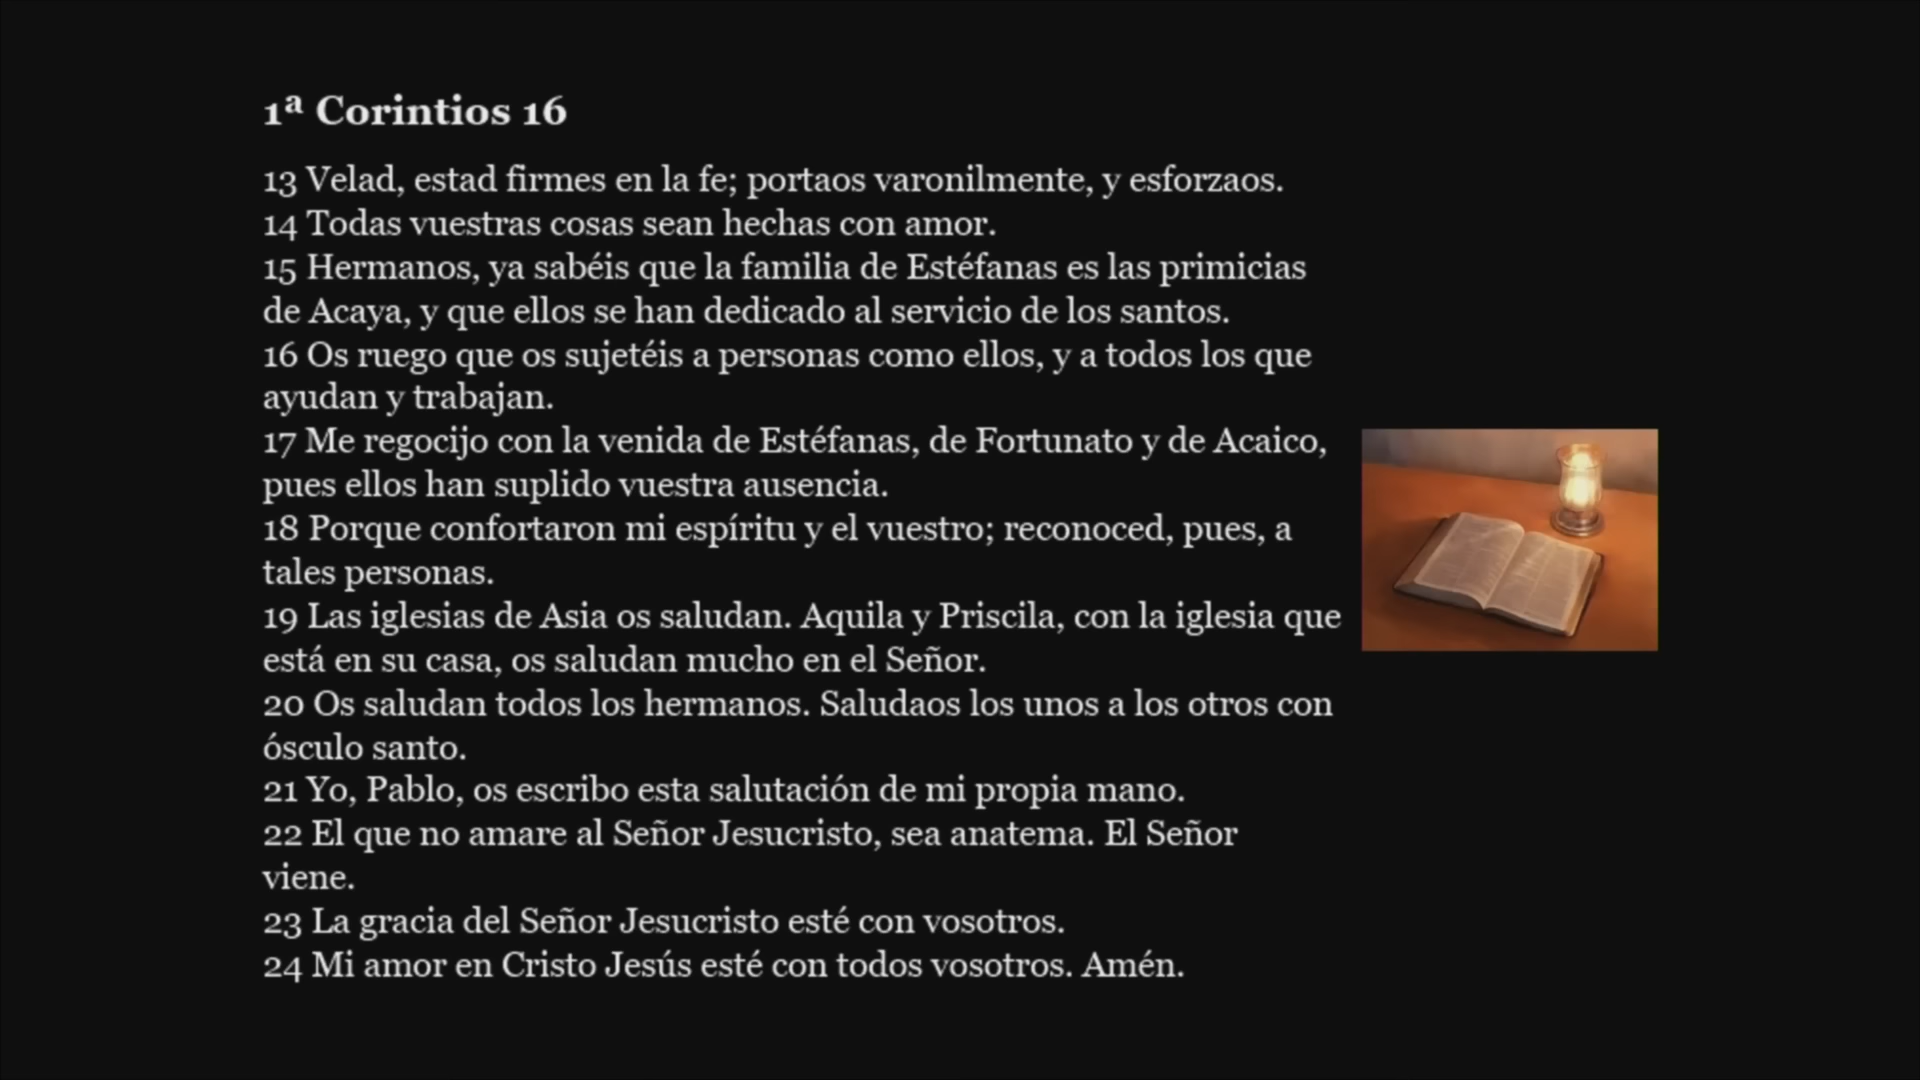 1ª Corintios 16
13 Velad, estad firmes en la fe; portaos varonilmente, y esforzaos.
14 Todas vuestras cosas sean hechas con amor.
15 Hermanos, ya sabéis que la familia de Estéfanas es las primicias
de Acaya, y que ellos se han dedicado al servicio de los santos.
16 Os ruego que os sujetéis a personas como ellos, y a todos los que
ayudan y trabajan.
17 Me regocijo con la venida de Estéfanas, de Fortunato y de Acaico,
pues ellos han suplido vuestra ausencia.
18 Porque confortaron mi espíritu y el vuestro; reconoced, pues, a
tales personas.
19 Las iglesias de Asia os saludan. Aquila y Priscila, con la iglesia que
está en su casa, os saludan mucho en el Señor.
20 Os saludan todos los hermanos. Saludaos los unos a los otros con
ósculo santo.
21 Yo, Pablo, os escribo esta salutación de mi propia mano.
22 El que no amare al Señor Jesucristo, sea anatema. El Señor
viene.
23 La gracia del Señor Jesucristo esté con vosotros.
24 Mi amor en Cristo Jesús esté con todos vosotros. Amén.